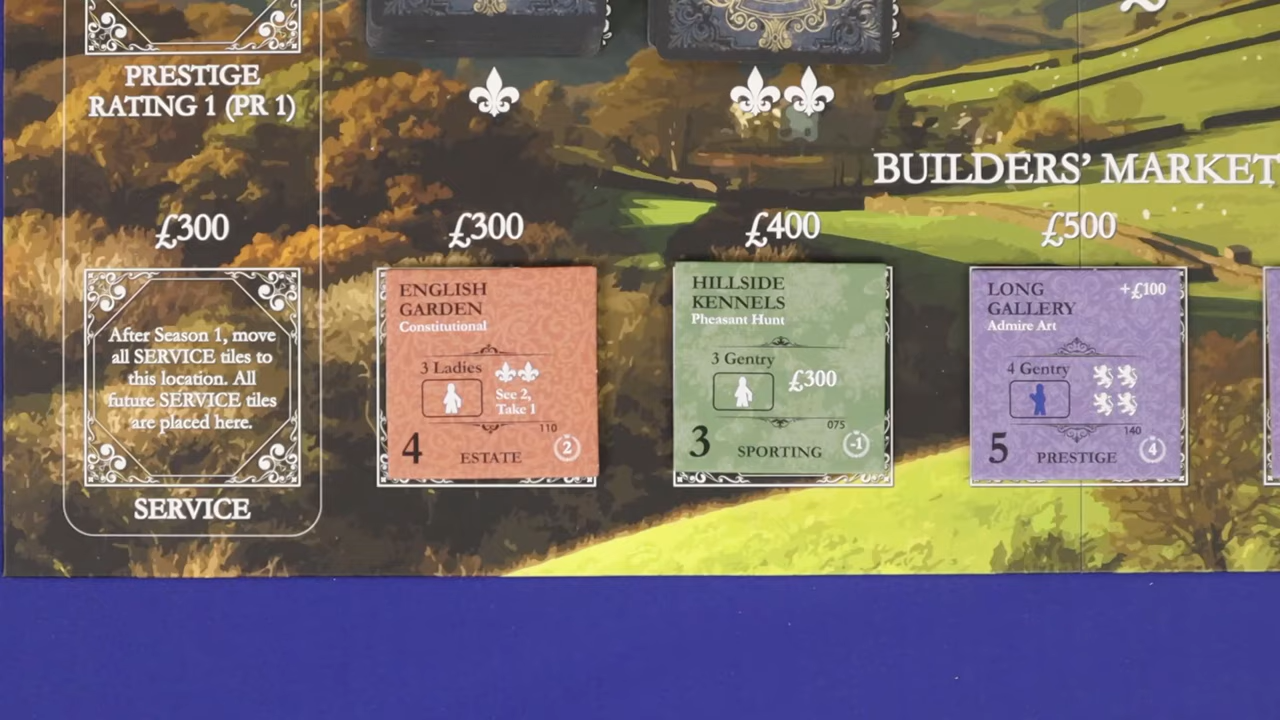 PRESTIGE
RATING 1 (PR 1)
BUILDERS’ MARKET
£300
£300
£400
£500
After Season 1, move
all SERVICE tiles to
this location. All
future SERVICE tiles
are placed here.
SERVICE
ENGLISH
GARDEN
Constitutional
3 Ladies
See 2,
Take 1
110
4
ESTATE
2
HILLSIDE
KENNELS
Pheasant Hunt
3 Gentry
£300
075
3
SPORTING
-1
LONG
GALLERY
+£100
Admire Art
4 Gentry
140
5
PRESTIGE
4